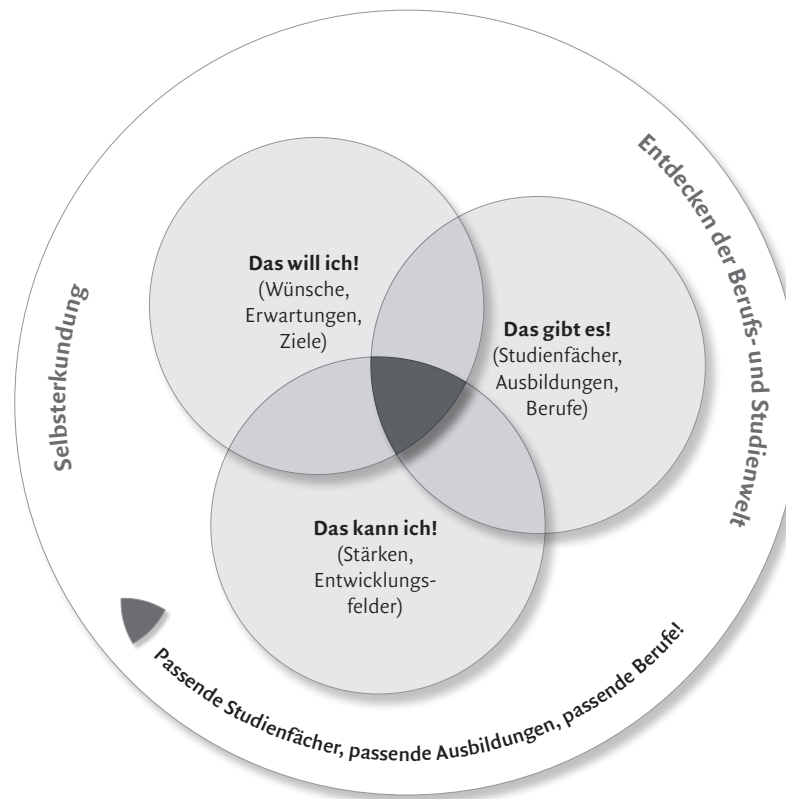 Selbsterkundung
Entdecken der Berufs- und Studienwelt
Das will ich!
(Wünsche,
Erwartungen,
Ziele)
Das gibt es!
(Studienfächer,
Ausbildungen,
Berufe)
Das kann ich!
(Stärken,
Entwicklungs-
felder)
Passende Studienfächer, passende Ausbildungen, passende Berufe!